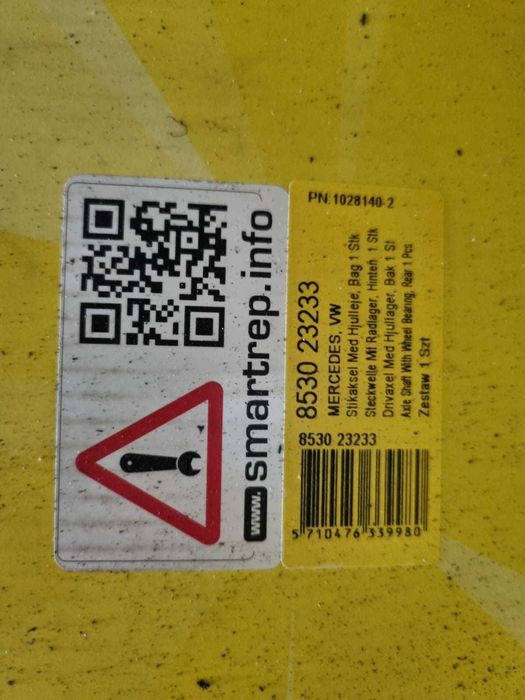 www.smartrep.info
PN.1028140-2
8530 23233
MERCEDES, VW
Stikaksel Med Hjulleje, Bag 1 Stk
Steckwelle Mt Radlager, Hinten 1 Stk
Drivaxel Med Hjullager, Bak 1 St
Axle Shaft With Wheel Bearing, Rear 1 Pcs
Zestaw 1 Szt
8530 23233
5 710476 339980